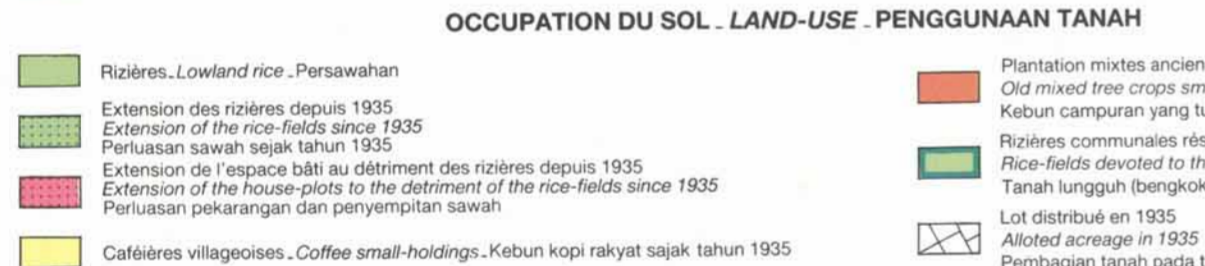 OCCUPATION DU SOL _ LAND-USE _ PENGGUNAAN TANAH
Rizières _ Lowland rice _ Persawahan
Extension des rizières depuis 1935
Extension of the rice-fields since 1935
Perluasan sawah sejak tahun 1935
Extension de l'espace bâti au détriment des rizières depuis 1935
Extension of the house-plots to the detriment of the rice-fields since 1935
Perluasan pekarangan dan penyempitan sawah
Caféières villageoises _ Coffee small-holdings _ Kebun kopi rakyat sajak tahun 1935
Plantation mixtes ancien
Old mixed tree crops sm
Kebun campuran yang tu
Rizières communales rés
Rice-fields devoted to th
Tanah lungguh (bengkok
Lot distribué en 1935
Alloted acreage in 1935
Pembagian tanah pada t